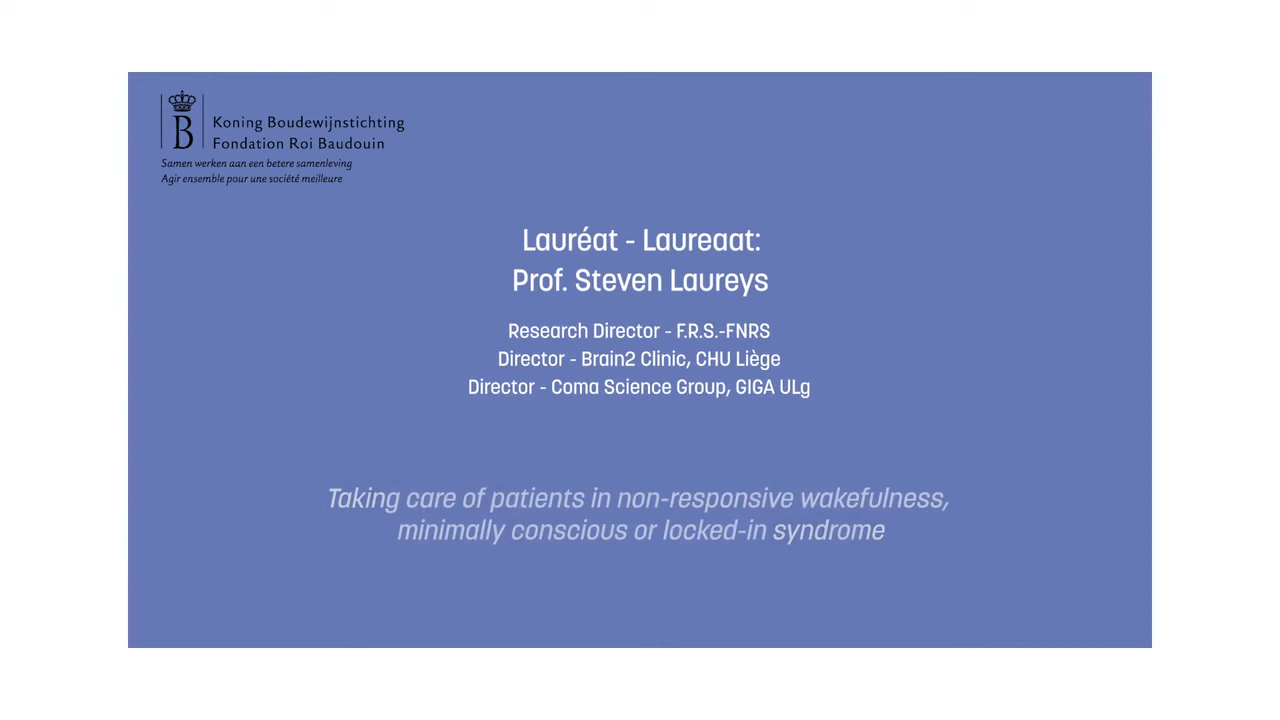 B
Koning Boudewijnstichting
Fondation Roi Baudouin
Samen werken aan een betere samenleving
Agir ensemble pour une société meilleure
Lauréat - Laureaat:
Prof. Steven Laureys
Research Director - F.R.S.-FNRS
Director - Brain2 Clinic, CHU Liège
Director - Coma Science Group, GIGA ULg
Taking care of patients in non-responsive wakefulness,
minimally conscious or locked-in syndrome